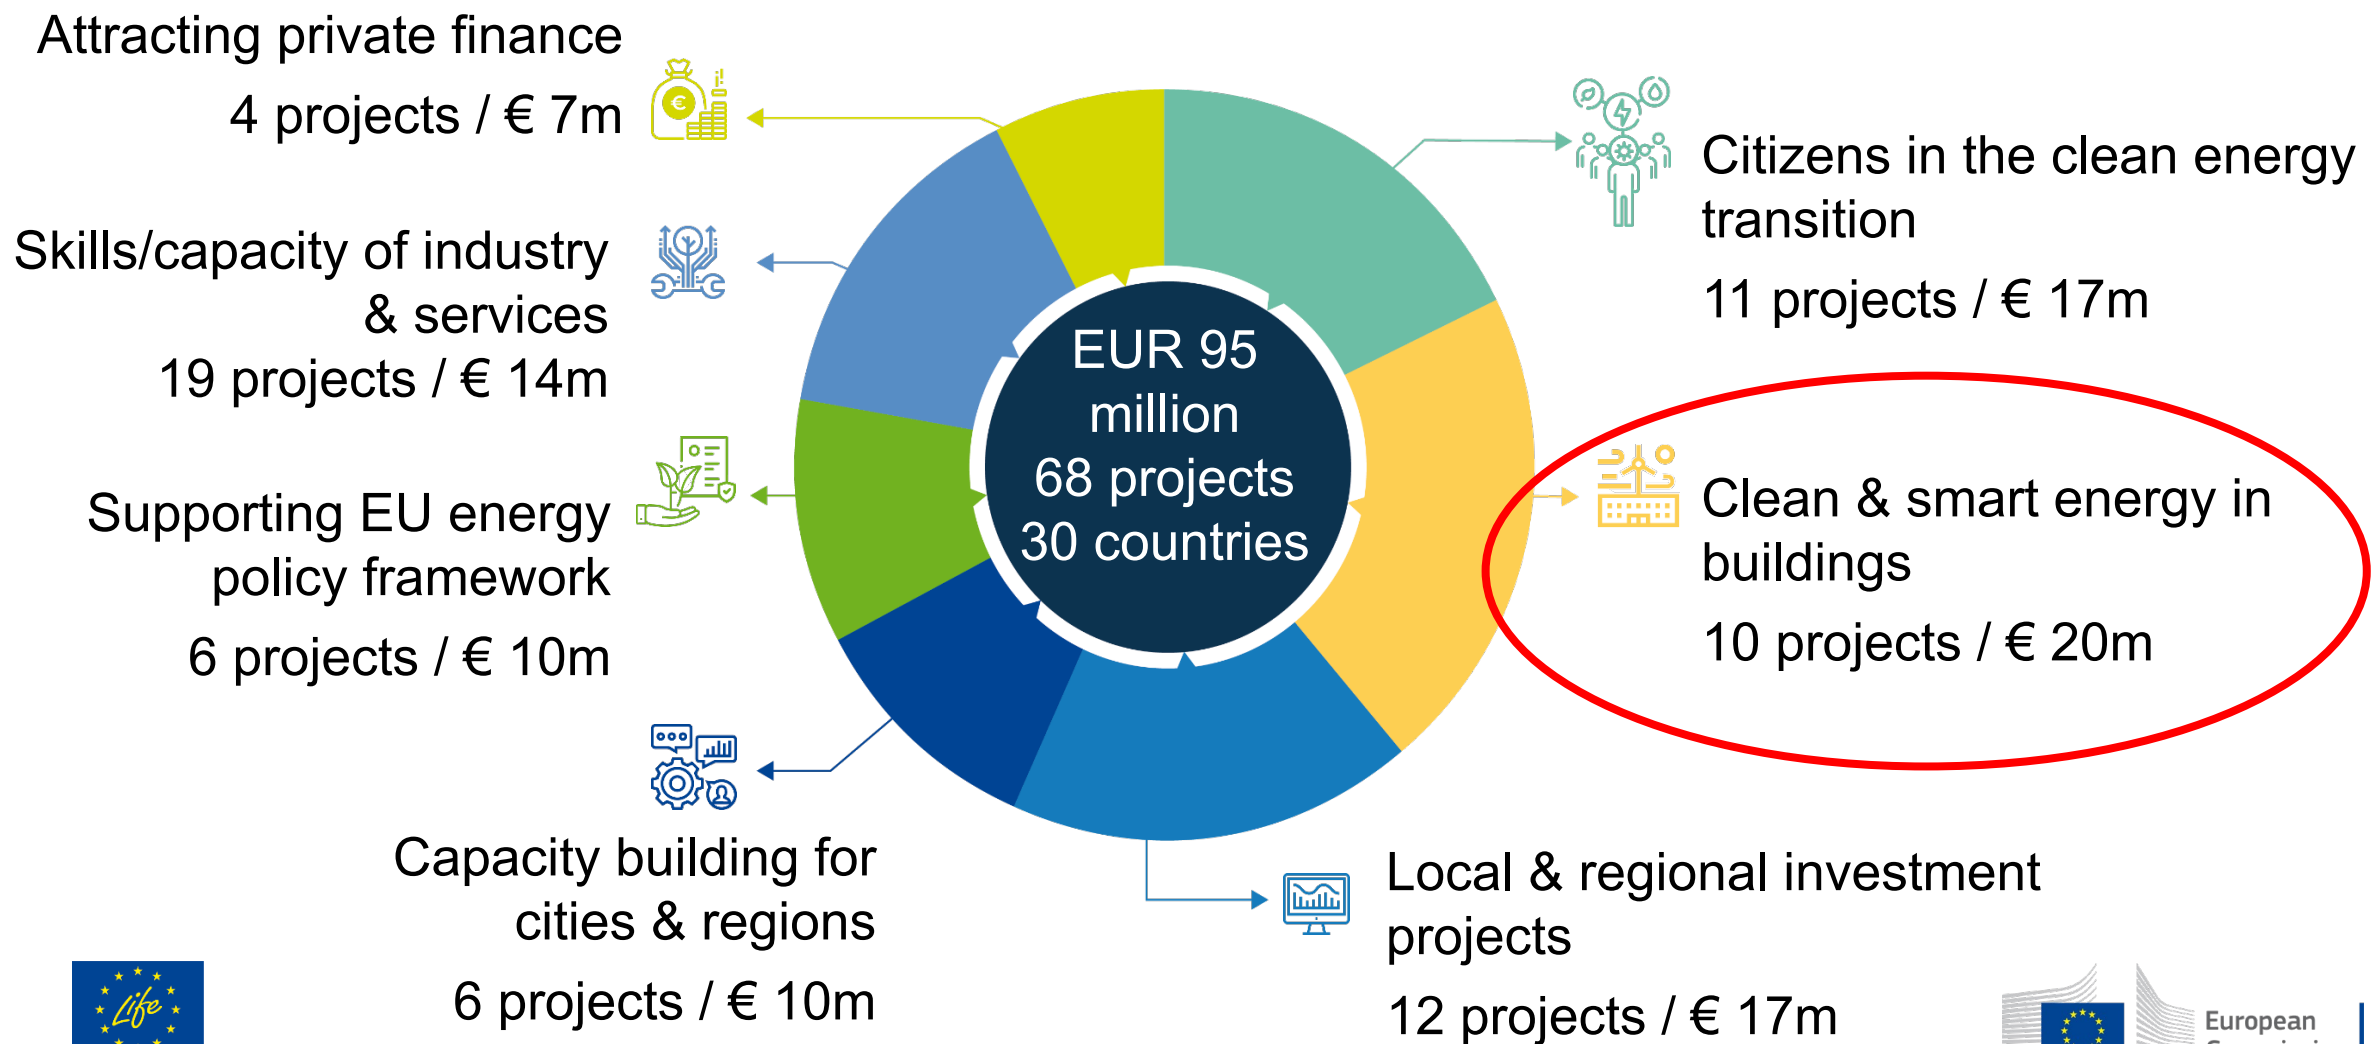 Attracting private finance
4 projects / € 7m
Skills/capacity of industry
& services
19 projects / € 14m
Supporting EU energy
policy framework
6 projects / € 10m
Capacity building for
cities & regions
6 projects / € 10m
EUR 95
million
68 projects
30 countries
Citizens in the clean energy
transition
11 projects / € 17m
Clean & smart energy in
buildings
10 projects / € 20m
Local & regional investment
projects
12 projects / € 17m
Life
European